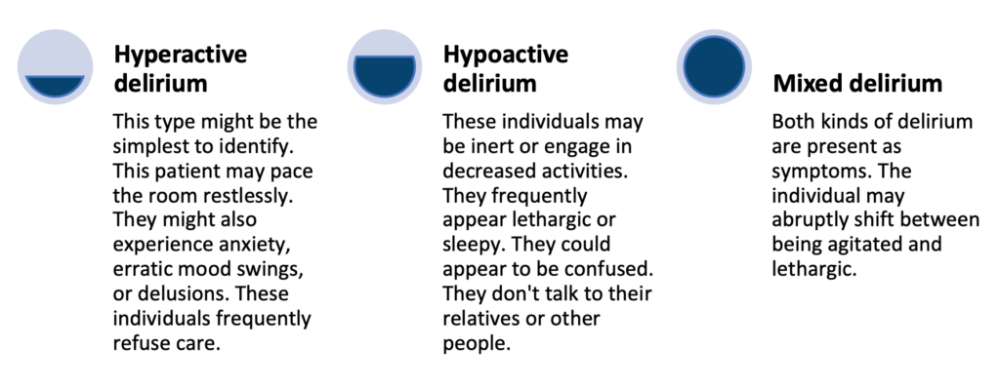 Hyperactive
delirium
This type might be the
simplest to identify.
This patient may pace
the room restlessly.
They might also
experience anxiety,
erratic mood swings,
or delusions. These
individuals frequently
refuse care.
Hypoactive
delirium
These individuals may
be inert or engage in
decreased activities.
They frequently
appear lethargic or
sleepy. They could
appear to be confused.
They don't talk to their
relatives or other
people.
Mixed delirium
Both kinds of delirium
are present as
symptoms. The
individual may
abruptly shift between
being agitated and
lethargic.